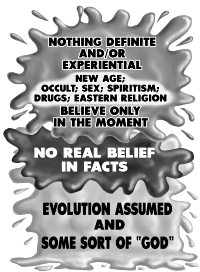 NOTHING DEFINITE
AND/OR
EXPERIENTIAL
NEW AGE;
OCCULT; SEX; SPIRITISM;
DRUGS; EASTERN RELIGION
BELIEVE ONLY
IN THE MOMENT
NO REAL BELIEF
IN FACTS
EVOLUTION ASSUMED
AND
SOME SORT OF "GOD"